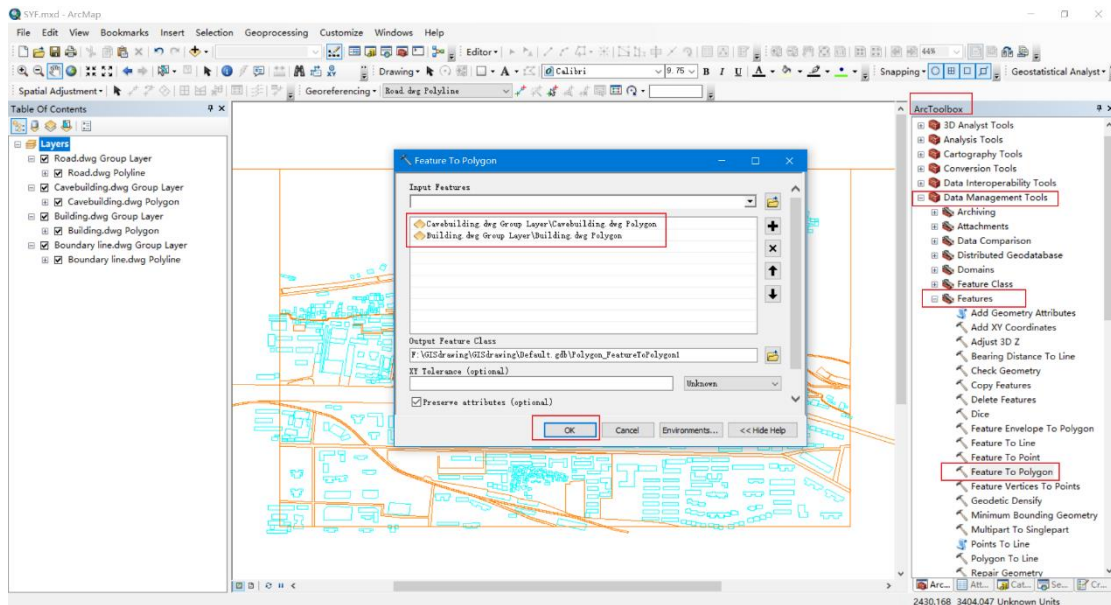 SYF.mxd - ArcMap
File Edit View Bookmarks Insert Selection Geoprocessing Customize Windows Help
Editor
44%
Drawing A Calibri 9.75 B I U A Snapping Geostatistical Analyst
Spatial Adjustment Georeferencing Road.dwg Polyline
Table Of Contents
Layers
Road.dwg Group Layer
Road.dwg Polyline
Cavebuilding.dwg Group Layer
Cavebuilding.dwg Polygon
Building.dwg Group Layer
Building.dwg Polygon
Boundary line.dwg Group Layer
Boundary line.dwg Polyline
Feature To Polygon
Input Features
Cavebuilding.dwg Group Layer\Cavebuilding.dwg Polygon
Building.dwg Group Layer\Building.dwg Polygon
Output Feature Class
F:\GISdrawing\GISdrawing\Default.gdb\Polygon_FeatureToPolygon1
XY Tolerance (optional)
Unknown
Preserve attributes (optional)
OK Cancel Environments... << Hide Help
ArcToolbox
3D Analyst Tools
Analysis Tools
Cartography Tools
Conversion Tools
Data Interoperability Tools
Data Management Tools
Archiving
Attachments
Data Comparison
Distributed Geodatabase
Domains
Feature Class
Features
Add Geometry Attributes
Add XY Coordinates
Adjust 3D Z
Bearing Distance To Line
Check Geometry
Copy Features
Delete Features
Dice
Feature Envelope To Polygon
Feature To Line
Feature To Point
Feature To Polygon
Feature Vertices To Points
Geodetic Densify
Minimum Bounding Geometry
Multipart To Singlepart
Points To Line
Polygon To Line
Repair Geometry
Arc... Att... Cat... Se... Cr...
2430.168 3404.047 Unknown Units